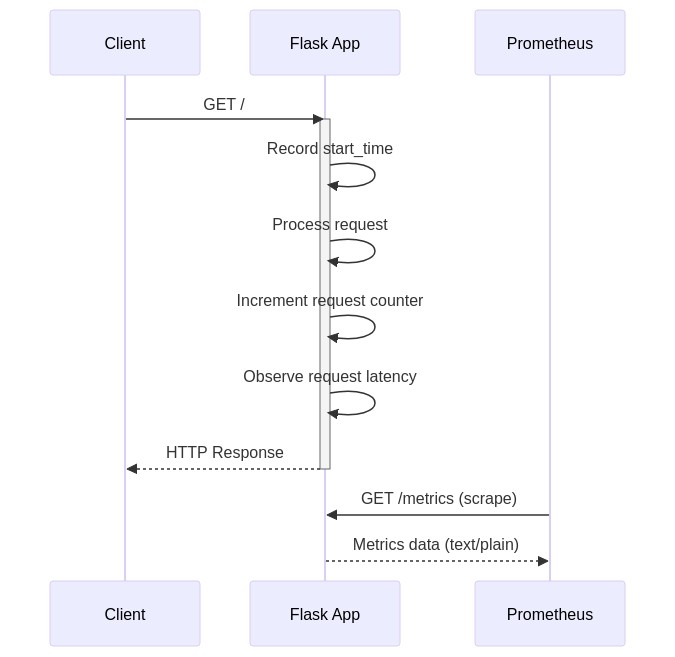 Client
Flask App
Prometheus
GET /
Record start_time
Process request
Increment request counter
Observe request latency
HTTP Response
GET /metrics (scrape)
Metrics data (text/plain)
Client
Flask App
Prometheus